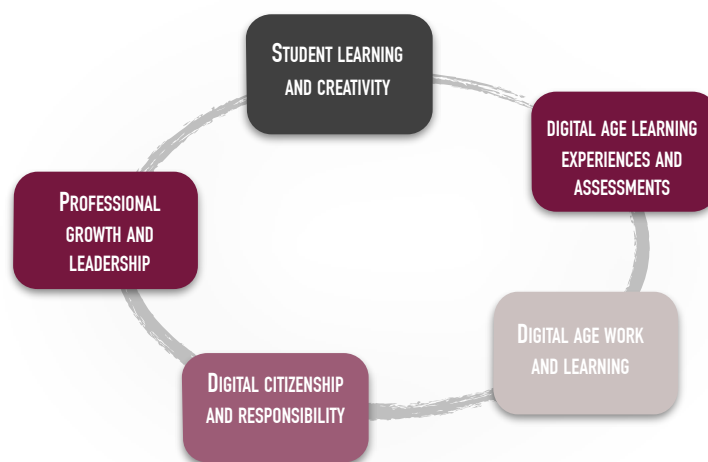 Student learning
and creativity
digital age learning
experiences and
assessments
Professional
growth and
leadership
Digital age work
and learning
Digital citizenship
and responsibility